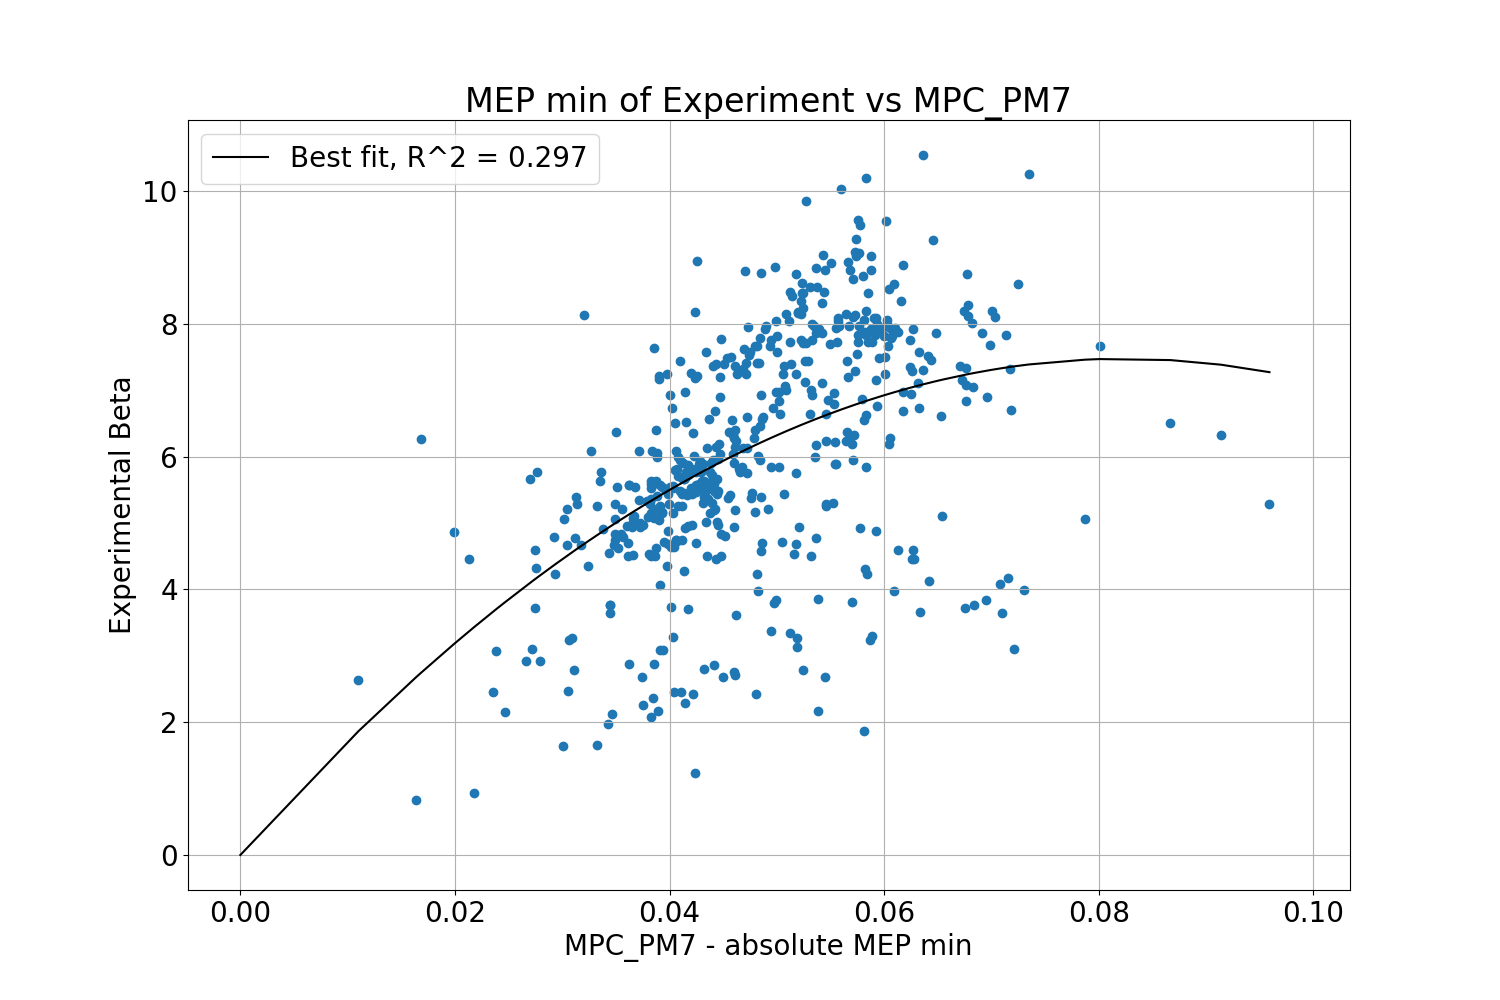 MEP min of Experiment vs MPC_PM7
Best fit, R^2 = 0.297
10
8
6
4
2
0
Experimental Beta
0.00 0.02 0.04 0.06 0.08 0.10
MPC_PM7 - absolute MEP min